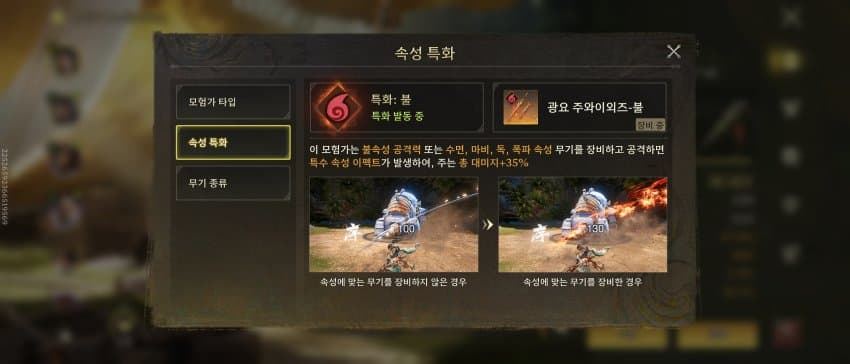 속성 특화
모험가 타입
속성 특화
무기 종류
특화: 불
특화 발동 중
광요 주와이외즈-불
장비 중
이 모험가는 불속성 공격력 또는 수면, 마비, 독, 폭파 속성 무기를 장비하고 공격하면
특수 속성 이펙트가 발생하여, 주는 총 대미지+35%
100
130
속성에 맞는 무기를 장비하지 않은 경우
속성에 맞는 무기를 장비한 경우